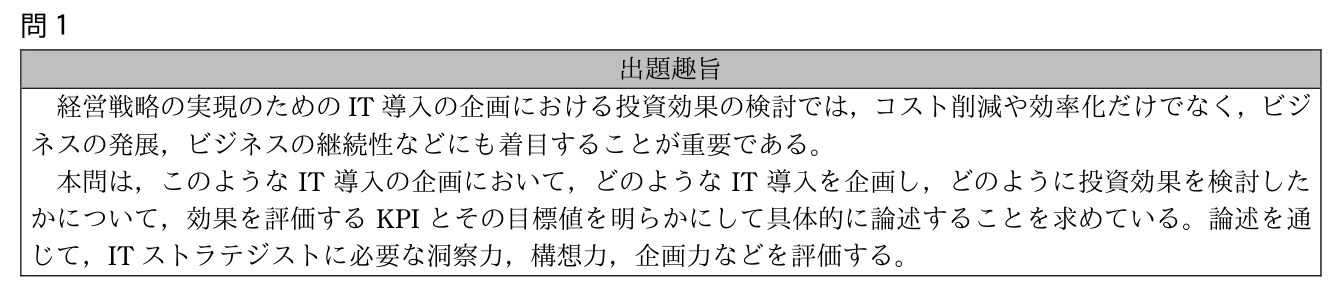 問1
出題趣旨
経営戦略の実現のための IT 導入の企画における投資効果の検討では，コスト削減や効率化だけでなく，ビジ
ネスの発展，ビジネスの継続性などにも着目することが重要である。
本問は，このような IT 導入の企画において，どのような IT 導入を企画し，どのように投資効果を検討した
かについて，効果を評価する KPI とその目標値を明らかにして具体的に論述することを求めている。論述を通
じて，IT ストラテジストに必要な洞察力，構想力，企画力などを評価する。